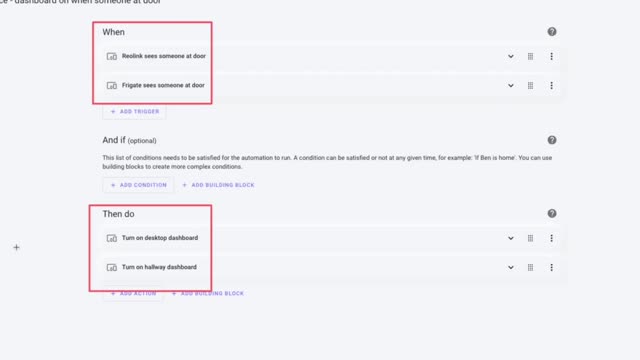 - dashboard on when someone at door
When
Reolink sees someone at door
Frigate sees someone at door
+ ADD TRIGGER
And if (optional)
This list of conditions needs to be satisfied for the automation to run. A condition can be satisfied or not at any given time, for example: 'If Ben is home'. You can use
building blocks to create more complex conditions.
+ ADD CONDITION + ADD BUILDING BLOCK
Then do
Turn on desktop dashboard
Turn on hallway dashboard
+ ADD ACTION + ADD BUILDING BLOCK